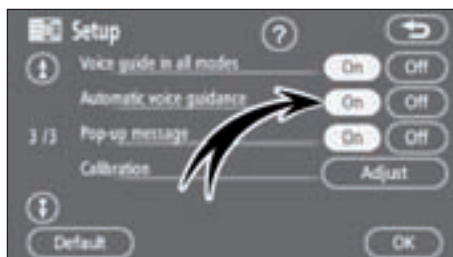 Setup ?
Voice guide in all modes On Off
Automatic voice guidance On Off
3 / 3 Pop-up message On Off
Calibration Adjust
Default OK